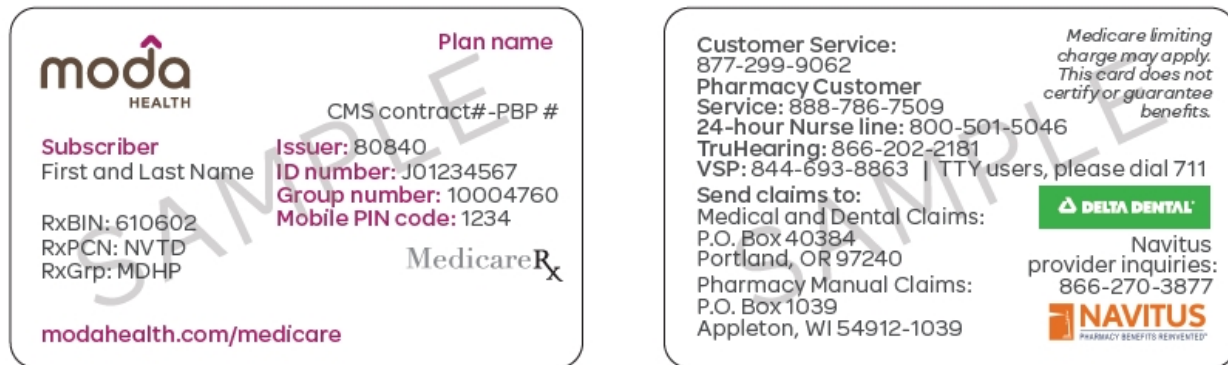 moda
HEALTH
Plan name
CMS contract#-PBP #
Subscriber
First and Last Name
Issuer: 80840
ID number: J01234567
Group number: 10004760
Mobile PIN code: 1234
RxBIN: 610602
RxPCN: NVTD
RxGrp: MDHP
MedicareRx
modahealth.com/medicare
SAMPLE
Customer Service:
877-299-9062
Pharmacy Customer
Service: 888-786-7509
24-hour Nurse line: 800-501-5046
TruHearing: 866-202-2181
VSP: 844-693-8863 | TTY users, please dial 711
Medicare limiting
charge may apply.
This card does not
certify or guarantee
benefits.
Send claims to:
Medical and Dental Claims:
P.O. Box 40384
Portland, OR 97240
Pharmacy Manual Claims:
P.O. Box 1039
Appleton, WI 54912-1039
DELTA DENTAL®
Navitus
provider inquiries:
866-270-3877
NAVITUS
PHARMACY BENEFITS REINVENTED™
SAMPLE